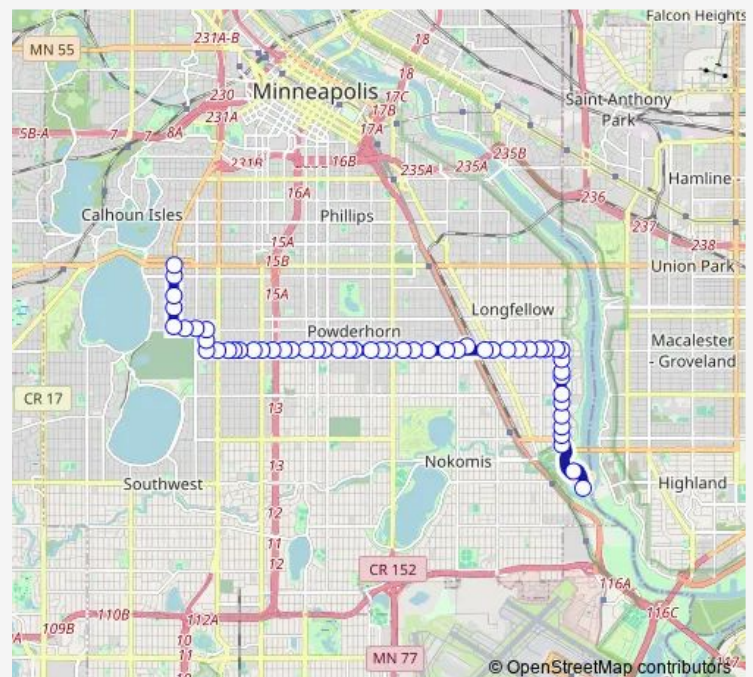 Falcon Heights
231A-B
18
MN 55
18
230
Minneapolis
17C
17B
Saint-Anthony
Park
5B-A
7
7
8A
231A
17A
231B
16B
235A
235A
235B
16A
236
Hamline -
Calhoun Isles
Phillips
237
15A
238
15B
Union Park
15A
Longfellow
Powderhorn
Macalester
- Groveland
CR 17
13
13
Nokomis
Southwest
Highland
12
11
12
CR 152
116A
110B
112A
116C
109B
10
11
MN 77
117
© OpenStreetMap contributors